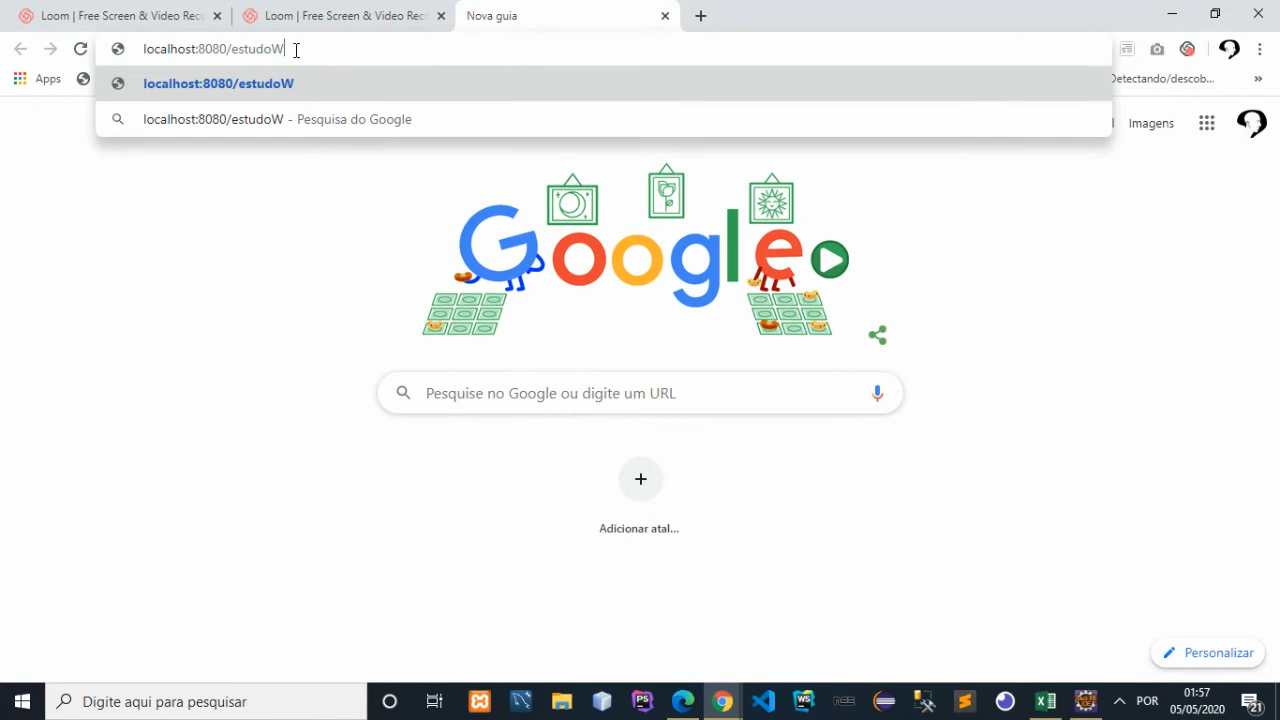 Loom | Free Screen & Video Rec
Loom | Free Screen & Video Rec
Nova guia
localhost:8080/estudoW
Apps
Detectando/descob...
localhost:8080/estudoW
localhost:8080/estudoW - Pesquisa do Google
Imagens
Google
Pesquise no Google ou digite um URL
Adicionar atal...
Personalizar
Digite aqui para pesquisar
PS
WS
POR
01:57
05/05/2020
21